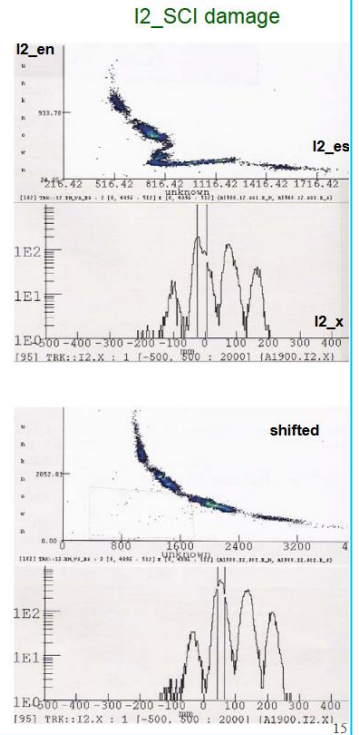 I2_SCI damage
I2_en
933.78
I2_es
216.42 516.42 816.42 1116.42 1416.42 1716.42
unknown
1E2
1E1
1E0
I2_x
-500 -400 -300 -200 -100 0 100 200 300 400
mm
[95] TRK::I2.X : 1 [-500, 500 : 2000] (A1900.I2.X)
shifted
2052.83
0.00
0 800 1600 2400 3200
unknown
1E2
1E1
1E0
-500 -400 -300 -200 -100 0 100 200 300 400
mm
[95] TRK::I2.X : 1 [-500, 500 : 2000] (A1900.I2.X)
15